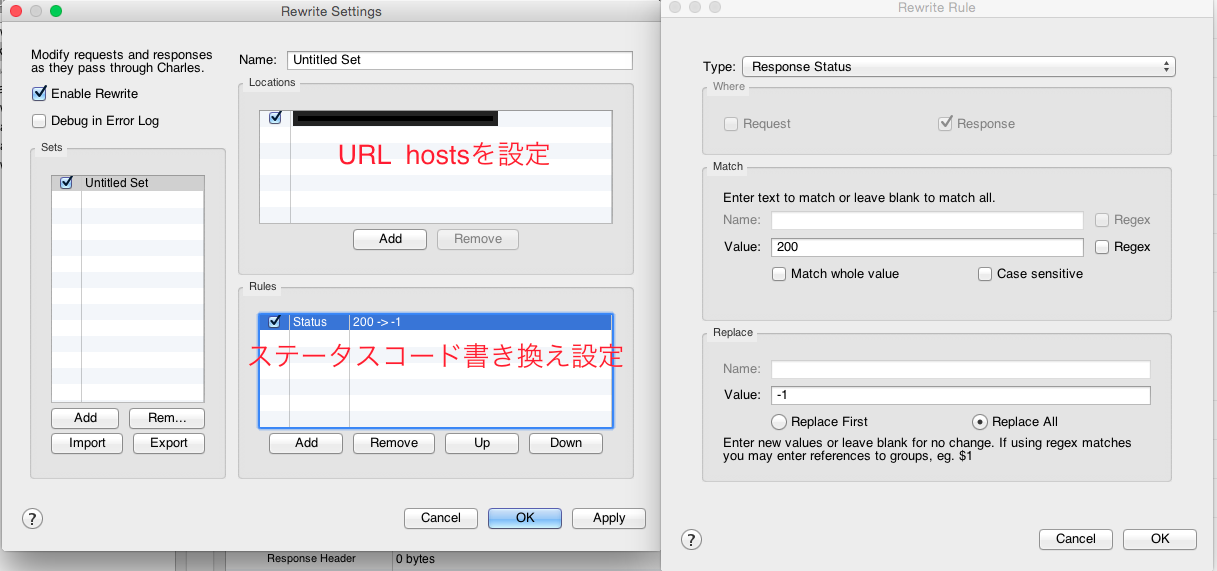 Rewrite Settings
Modify requests and responses
as they pass through Charles.
Enable Rewrite
Debug in Error Log
Sets
Untitled Set
Add
Rem...
Import
Export
Name: Untitled Set
Locations
URL hostsを設定
Add
Remove
Rules
Status 200 -> -1
ステータスコード書き換え設定
Add
Remove
Up
Down
?
Cancel
OK
Apply
Response Header 0 bytes
Rewrite Rule
Type: Response Status
Where
Request
Response
Match
Enter text to match or leave blank to match all.
Name:
Regex
Value: 200
Regex
Match whole value
Case sensitive
Replace
Name:
Value: -1
Replace First
Replace All
Enter new values or leave blank for no change. If using regex matches
you may enter references to groups, eg. $1
?
Cancel
OK